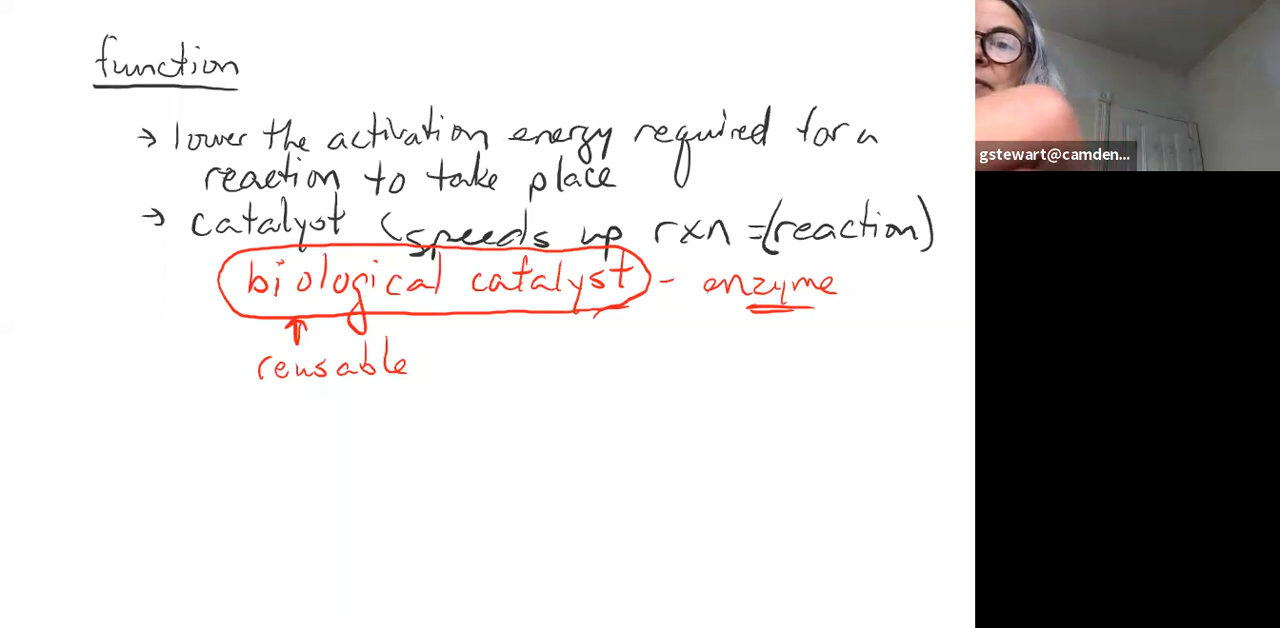 function
→ lower the activation energy required for a
reaction to take place
→ catalyst (speeds up rxn =(reaction)
biological catalyst - enzyme
↑
reusable
gstewart@camden...